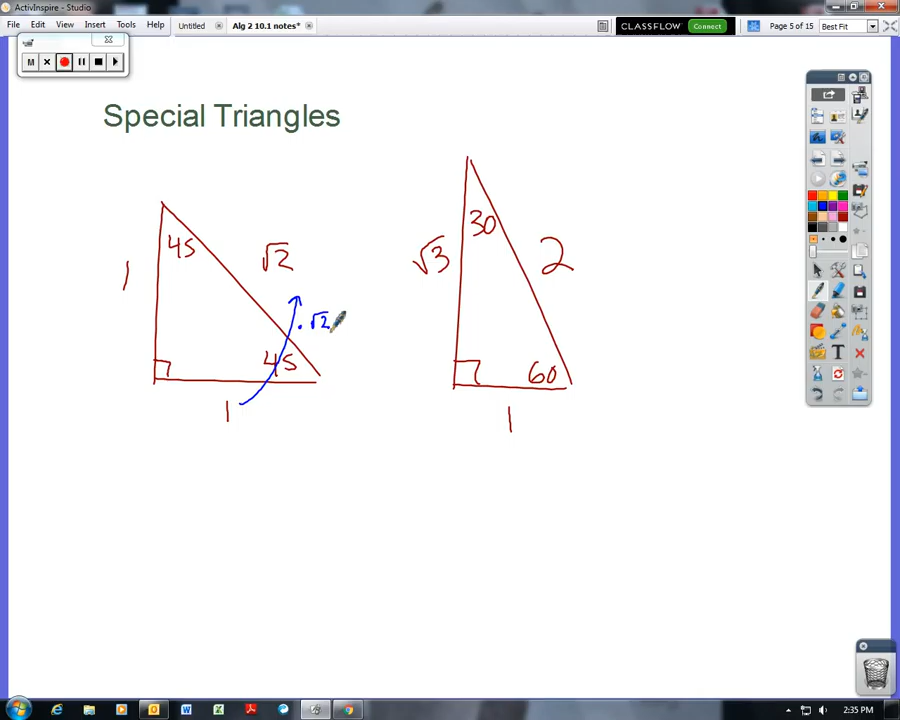 ActivInspire - Studio
File Edit View Insert Tools Help
Untitled
Alg 2 10.1 notes*
CLASSFLOW Connect
Page 5 of 15
Best Fit
M
Special Triangles
45
1
√2
· √2
45
1
30
√3
2
60
1
T
2:35 PM